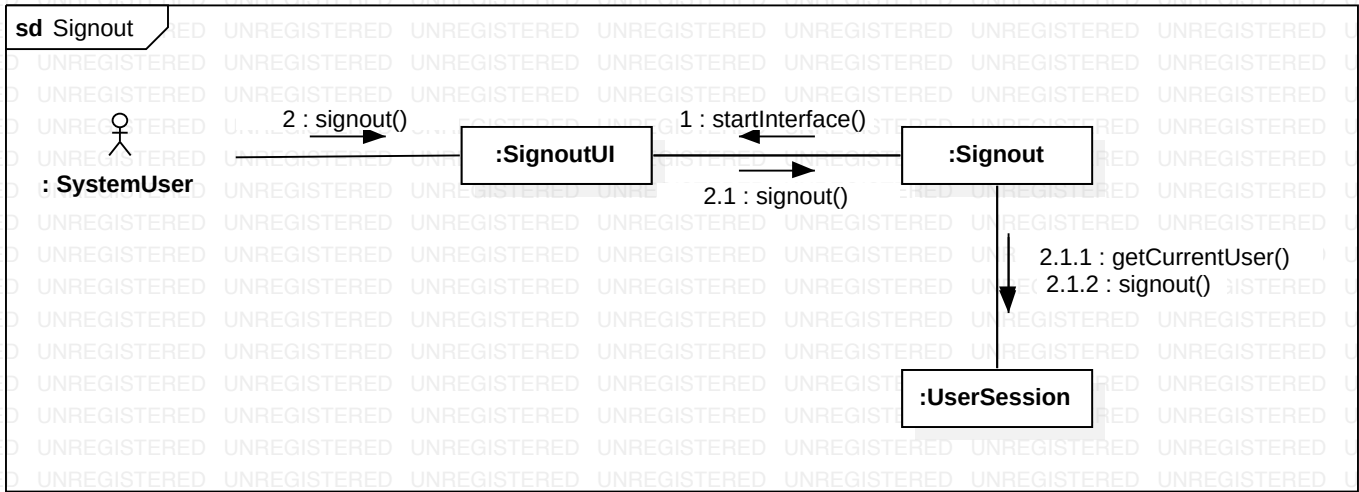 sd Signout
2 : signout()
1 : startInterface()
:SignoutUI
:Signout
: SystemUser
2.1 : signout()
2.1.1 : getCurrentUser()
2.1.2 : signout()
:UserSession
UNREGISTERED